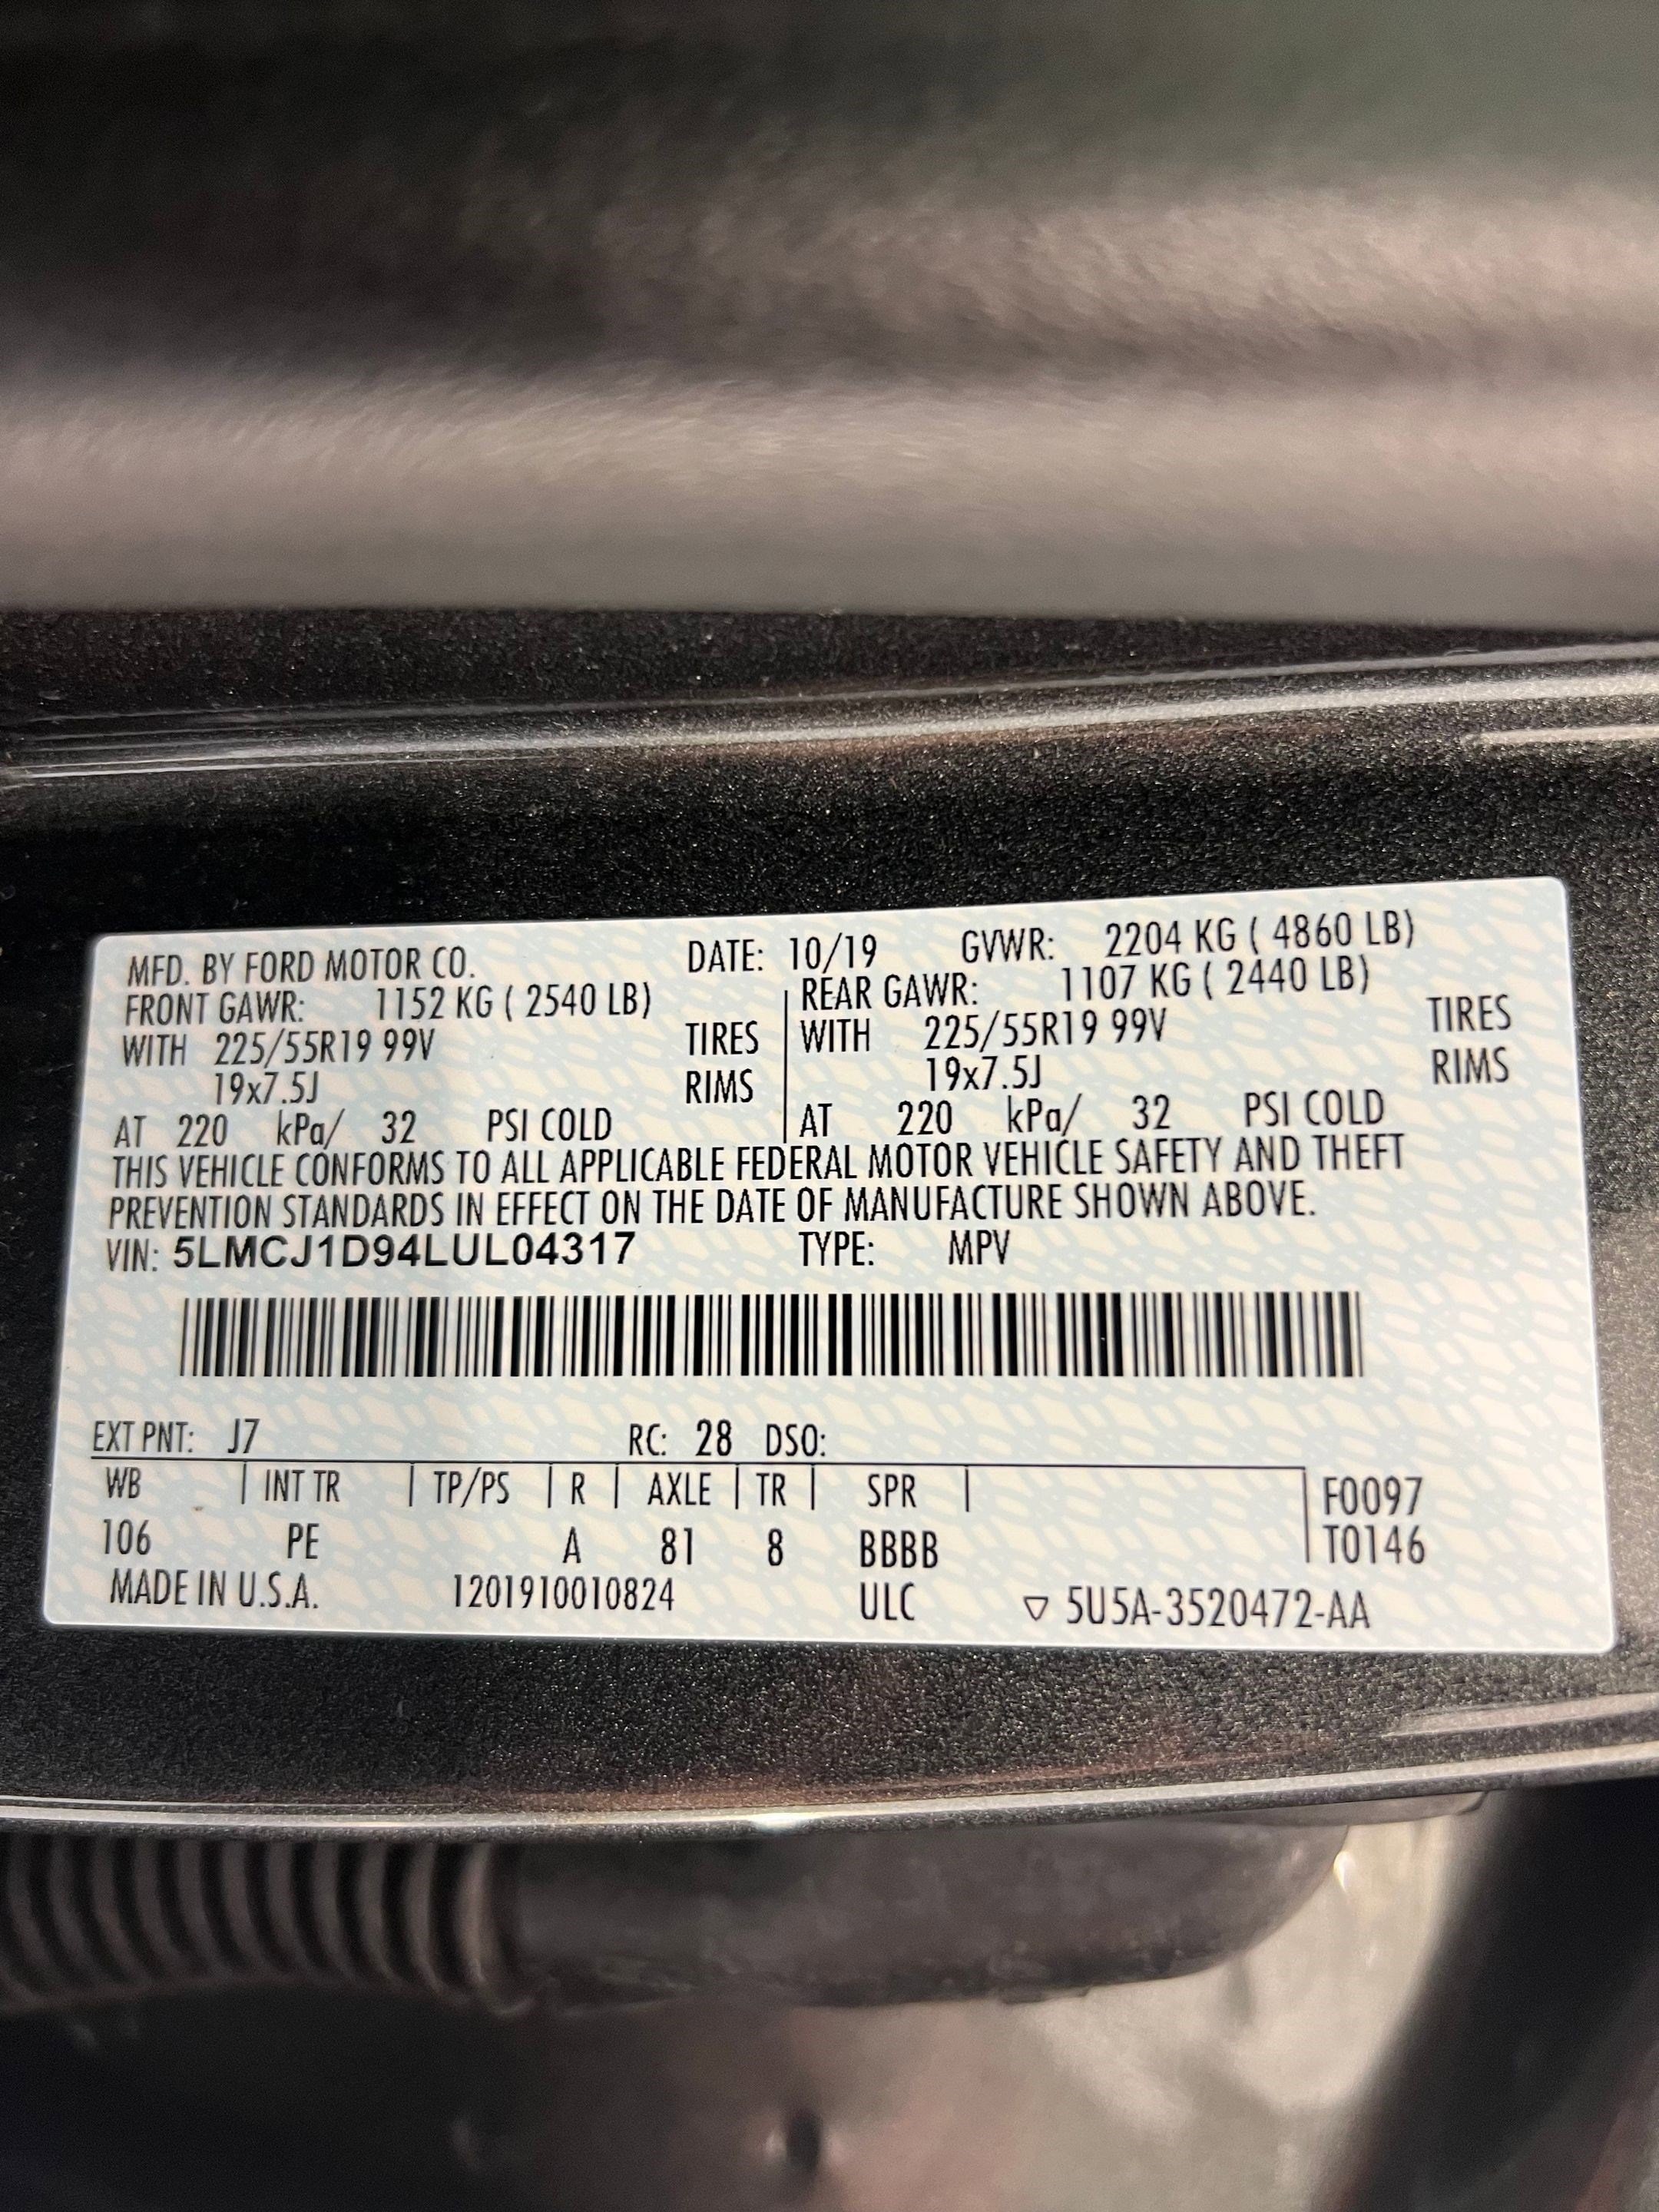 MFD. BY FORD MOTOR CO. DATE: 10/19 GVWR: 2204 KG ( 4860 LB)
FRONT GAWR: 1152 KG ( 2540 LB) REAR GAWR: 1107 KG ( 2440 LB)
WITH 225/55R19 99V TIRES WITH 225/55R19 99V TIRES
19x7.5J RIMS 19x7.5J RIMS
AT 220 kPa/ 32 PSI COLD AT 220 kPa/ 32 PSI COLD
THIS VEHICLE CONFORMS TO ALL APPLICABLE FEDERAL MOTOR VEHICLE SAFETY AND THEFT
PREVENTION STANDARDS IN EFFECT ON THE DATE OF MANUFACTURE SHOWN ABOVE.
VIN: 5LMCJ1D94LUL04317 TYPE: MPV
EXT PNT: J7 RC: 28 DSO:
WB INT TR TP/PS R AXLE TR SPR F0097
106 PE A 81 8 BBBB T0146
MADE IN U.S.A. 1201910010824 ULC ▽ 5U5A-3520472-AA